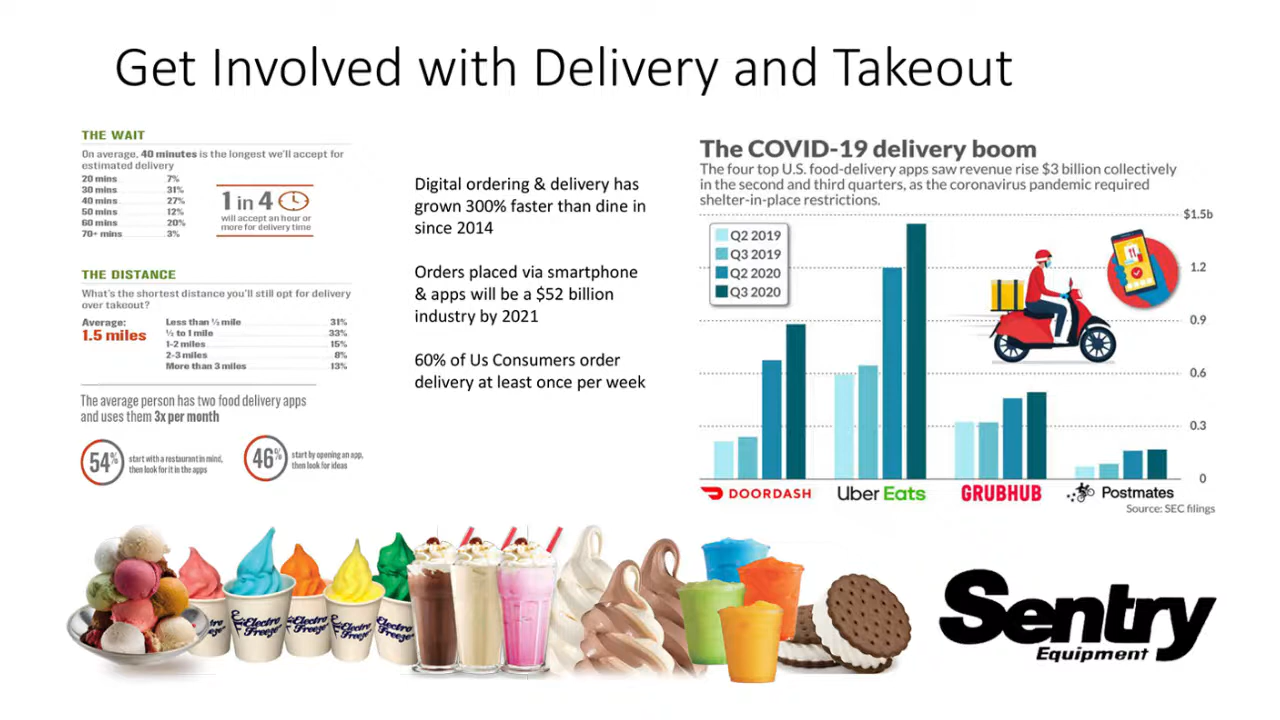 Get Involved with Delivery and Takeout
THE WAIT
On average, 40 minutes is the longest we'll accept for
estimated delivery
20 mins 7%
30 mins 31%
40 mins 27%
50 mins 12%
60 mins 20%
70+ mins 3%
1 in 4
will accept an hour or
more for delivery time
THE DISTANCE
What's the shortest distance you'll still opt for delivery
over takeout?
Average:
1.5 miles
Less than ½ mile 31%
½ to 1 mile 33%
1-2 miles 15%
2-3 miles 8%
More than 3 miles 13%
The average person has two food delivery apps
and uses them 3x per month
54%
start with a restaurant in mind,
then look for it in the apps
46%
start by opening an app,
then look for ideas
Digital ordering & delivery has
grown 300% faster than dine in
since 2014
Orders placed via smartphone
& apps will be a $52 billion
industry by 2021
60% of Us Consumers order
delivery at least once per week
The COVID-19 delivery boom
The four top U.S. food-delivery apps saw revenue rise $3 billion collectively
in the second and third quarters, as the coronavirus pandemic required
shelter-in-place restrictions.
$1.5b
Q2 2019
Q3 2019
Q2 2020
Q3 2020
1.2
0.9
0.6
0.3
0
DOORDASH
Uber Eats
GRUBHUB
Postmates
Source: SEC filings
Electro
Freeze
Electro
Freeze
Electro
Freeze
Electro
Freeze
Sentry
Equipment